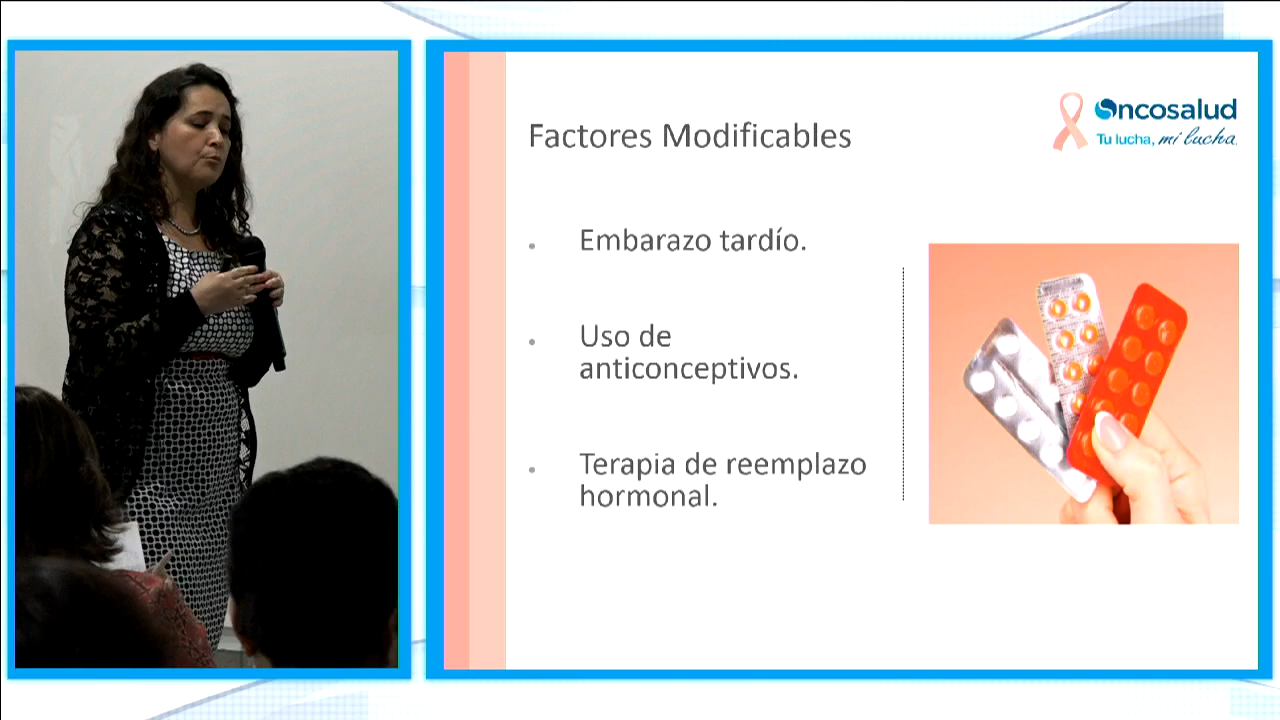 Factores Modificables
Oncosalud
Tu lucha, mi lucha.
• Embarazo tardío.
• Uso de
anticonceptivos.
• Terapia de reemplazo
hormonal.